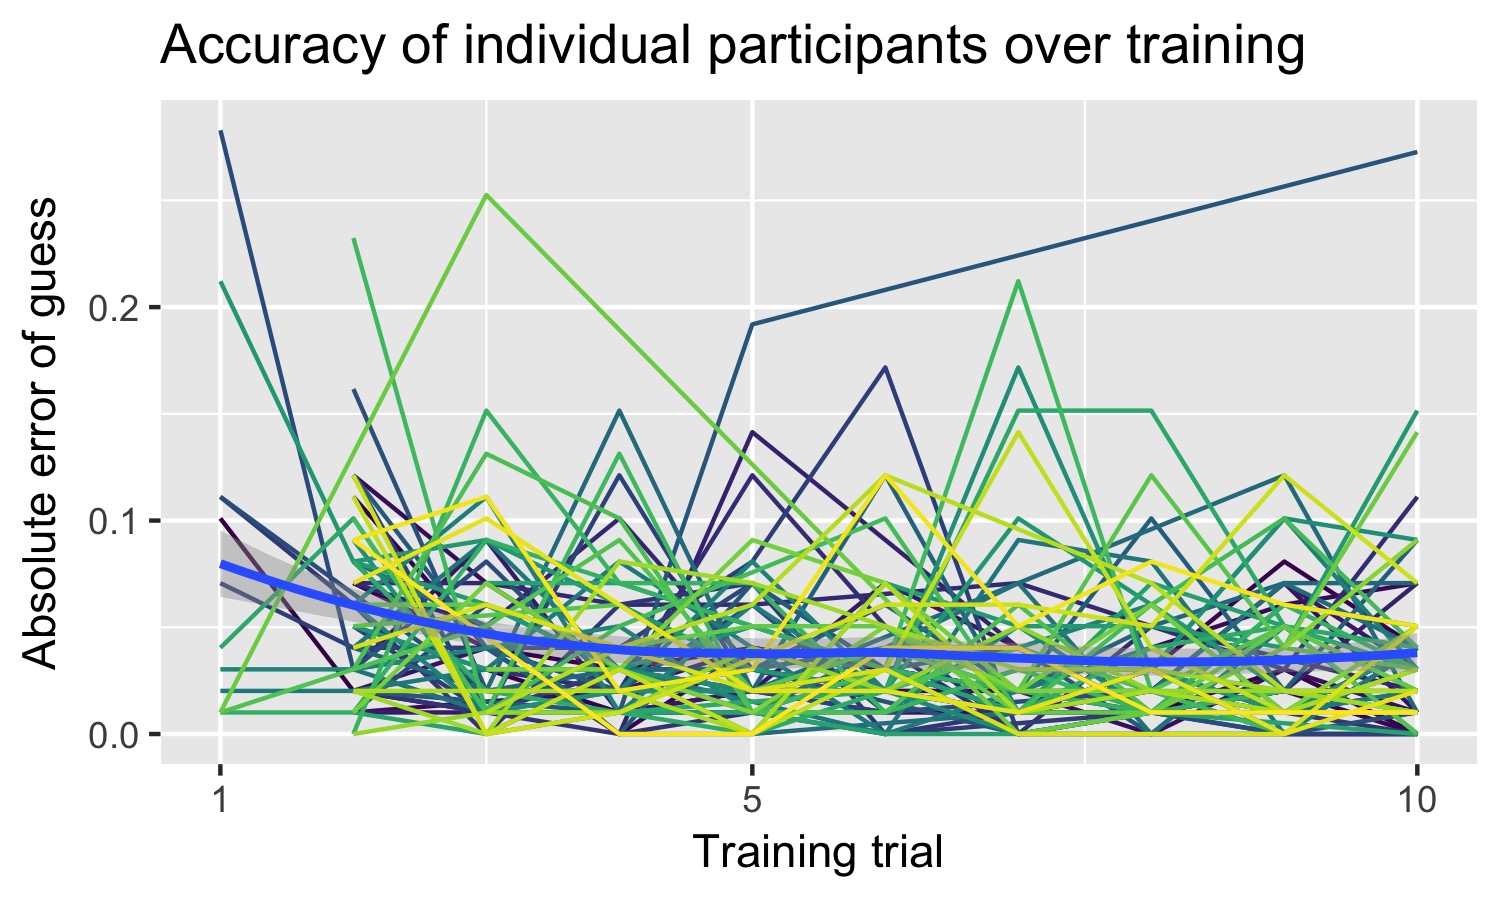 Accuracy of individual participants over training
Absolute error of guess
0.2
0.1
0.0
1
5
10
Training trial